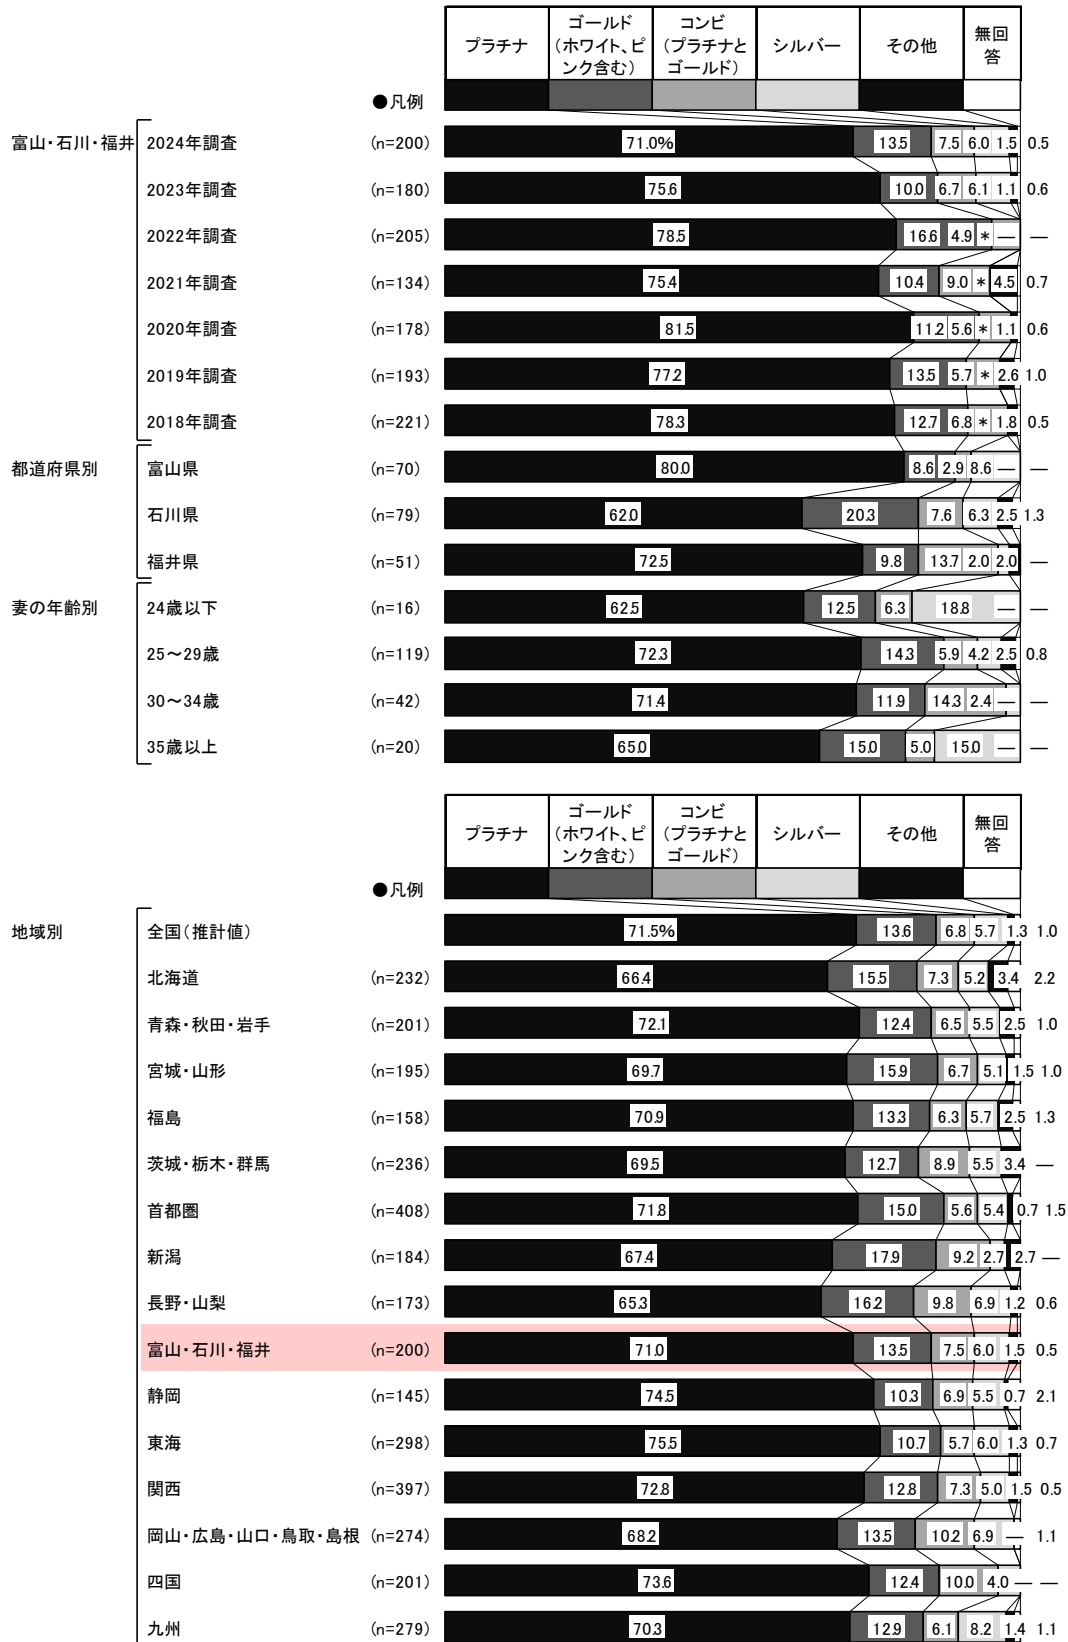 プラチナ ゴールド（ホワイト、ピンク含む） コンビ（プラチナとゴールド） シルバー その他 無回答
●凡例
富山・石川・福井 2024年調査 (n=200) 71.0% 13.5 7.5 6.0 1.5 0.5
2023年調査 (n=180) 75.6 10.0 6.7 6.1 1.1 0.6
2022年調査 (n=205) 78.5 16.6 4.9 * — —
2021年調査 (n=134) 75.4 10.4 9.0 * 4.5 0.7
2020年調査 (n=178) 81.5 11.2 5.6 * 1.1 0.6
2019年調査 (n=193) 77.2 13.5 5.7 * 2.6 1.0
2018年調査 (n=221) 78.3 12.7 6.8 * 1.8 0.5
都道府県別 富山県 (n=70) 80.0 8.6 2.9 8.6 — —
石川県 (n=79) 62.0 20.3 7.6 6.3 2.5 1.3
福井県 (n=51) 72.5 9.8 13.7 2.0 2.0 —
妻の年齢別 24歳以下 (n=16) 62.5 12.5 6.3 18.8 — —
25～29歳 (n=119) 72.3 14.3 5.9 4.2 2.5 0.8
30～34歳 (n=42) 71.4 11.9 14.3 2.4 — —
35歳以上 (n=20) 65.0 15.0 5.0 15.0 — —
プラチナ ゴールド（ホワイト、ピンク含む） コンビ（プラチナとゴールド） シルバー その他 無回答
●凡例
地域別 全国（推計値） 71.5% 13.6 6.8 5.7 1.3 1.0
北海道 (n=232) 66.4 15.5 7.3 5.2 3.4 2.2
青森・秋田・岩手 (n=201) 72.1 12.4 6.5 5.5 2.5 1.0
宮城・山形 (n=195) 69.7 15.9 6.7 5.1 1.5 1.0
福島 (n=158) 70.9 13.3 6.3 5.7 2.5 1.3
茨城・栃木・群馬 (n=236) 69.5 12.7 8.9 5.5 3.4 —
首都圏 (n=408) 71.8 15.0 5.6 5.4 0.7 1.5
新潟 (n=184) 67.4 17.9 9.2 2.7 2.7 —
長野・山梨 (n=173) 65.3 16.2 9.8 6.9 1.2 0.6
富山・石川・福井 (n=200) 71.0 13.5 7.5 6.0 1.5 0.5
静岡 (n=145) 74.5 10.3 6.9 5.5 0.7 2.1
東海 (n=298) 75.5 10.7 5.7 6.0 1.3 0.7
関西 (n=397) 72.8 12.8 7.3 5.0 1.5 0.5
岡山・広島・山口・鳥取・島根 (n=274) 68.2 13.5 10.2 6.9 — 1.1
四国 (n=201) 73.6 12.4 10.0 4.0 — —
九州 (n=279) 70.3 12.9 6.1 8.2 1.4 1.1